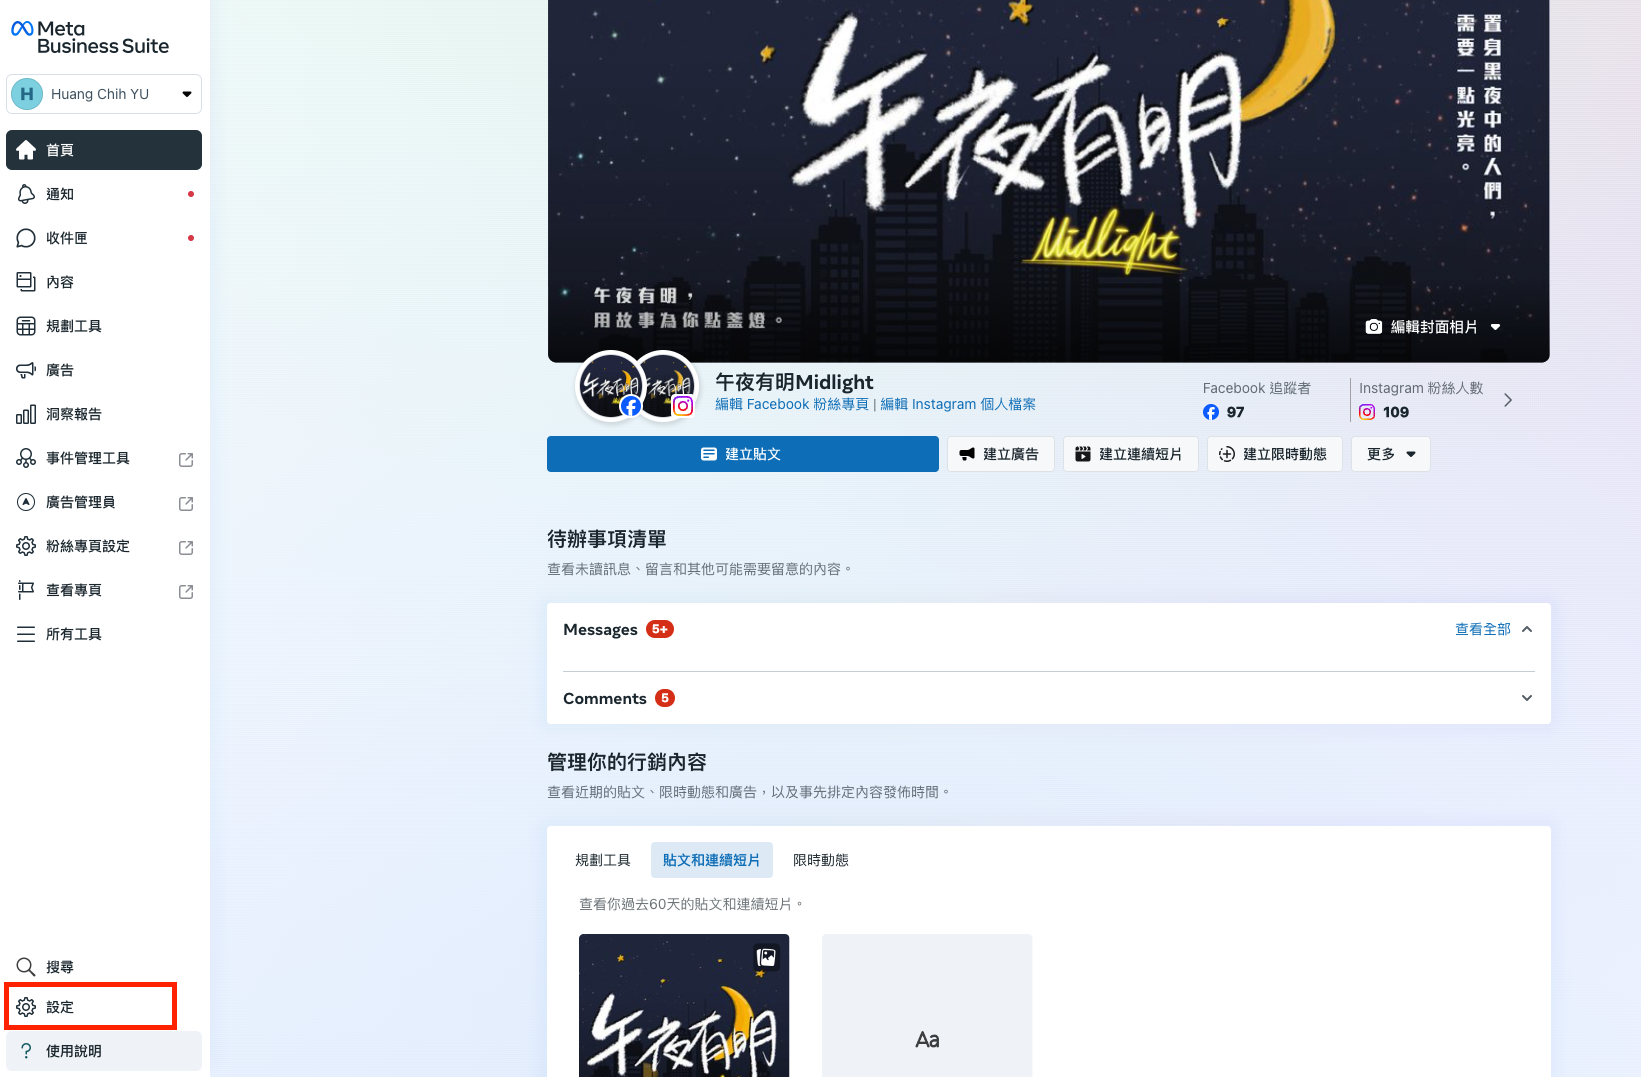 Meta
Business Suite
H
Huang Chih YU
首頁
通知
收件匣
內容
規劃工具
廣告
洞察報告
事件管理工具
廣告管理員
粉絲專頁設定
查看專頁
所有工具
搜尋
設定
? 使用說明
置身黑夜中的人們，
需要一點光亮。
午夜有明
Midlight
午夜有明，
用故事為你點盞燈。
編輯封面相片
午夜有明
午夜有明
午夜有明Midlight
編輯 Facebook 粉絲專頁 | 編輯 Instagram 個人檔案
Facebook 追蹤者
97
Instagram 粉絲人數
109
建立貼文
建立廣告
建立連續短片
建立限時動態
更多
待辦事項清單
查看未讀訊息、留言和其他可能需要留意的內容。
Messages 5+
查看全部
Comments 5
管理你的行銷內容
查看近期的貼文、限時動態和廣告，以及事先排定內容發佈時間。
規劃工具
貼文和連續短片
限時動態
查看你過去60天的貼文和連續短片。
午夜有明
Aa